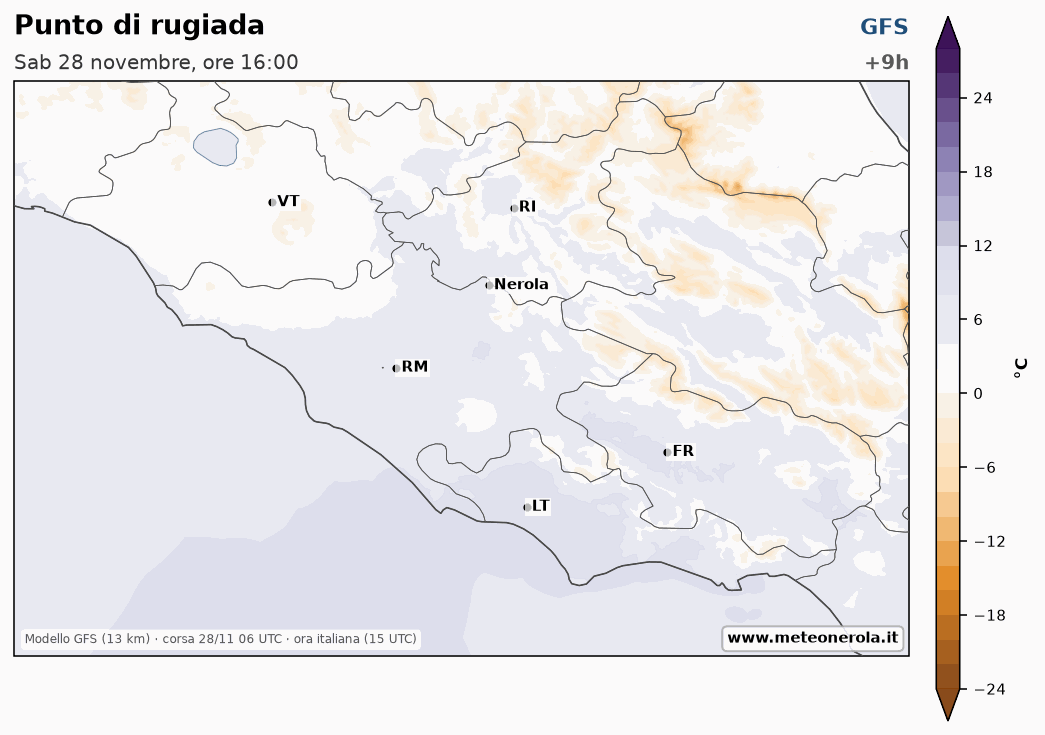 Punto di rugiada
GFS
Sab 28 novembre, ore 16:00
+9h
24
18
12
6
0
−6
−12
−18
−24
°C
VT
RI
Nerola
RM
FR
LT
Modello GFS (13 km) · corsa 28/11 06 UTC · ora italiana (15 UTC)
www.meteonerola.it